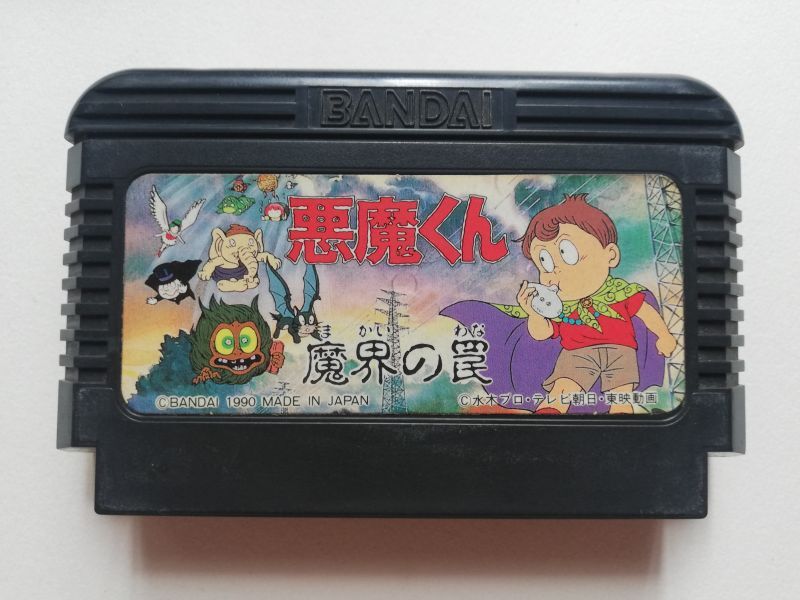 BANDAI
悪魔くん
ま かい わな
魔界の罠
©BANDAI 1990 MADE IN JAPAN
©水木プロ・テレビ朝日・東映動画